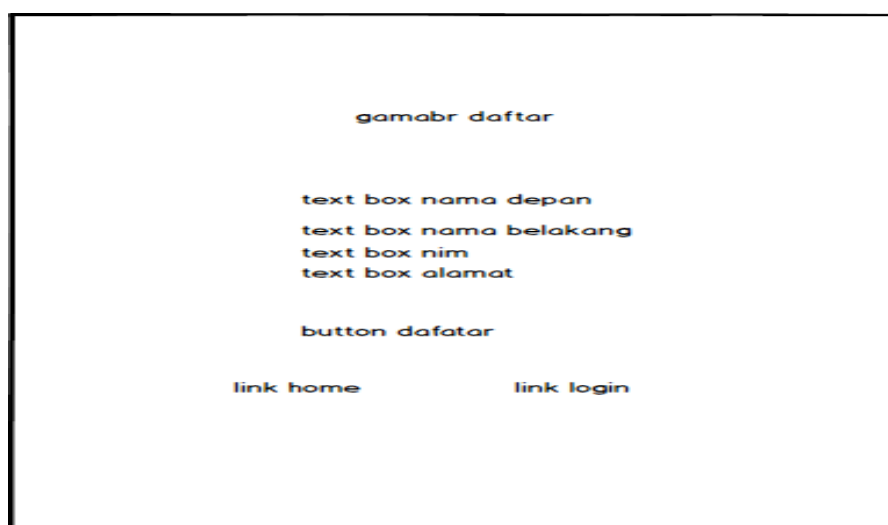 gamabr daftar
text box nama depan
text box nama belakang
text box nim
text box alamat
button dafatar
link home
link login